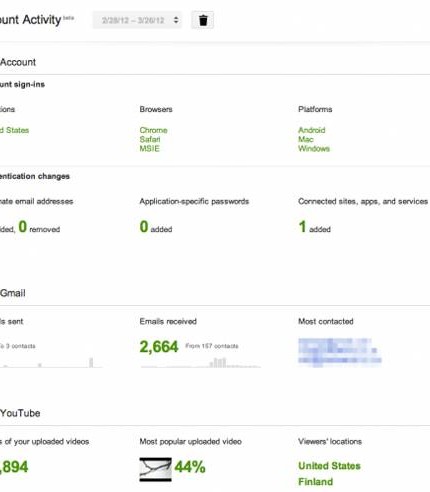 ount Activity beta
2/28/12 – 3/26/12
Account
unt sign-ins
ions Browsers Platforms
d States Chrome Android
Safari Mac
MSIE Windows
entication changes
nate email addresses Application-specific passwords Connected sites, apps, and services
ded, 0 removed 0 added 1 added
Gmail
ls sent Emails received Most contacted
3 contacts 2,664 From 157 contacts
YouTube
s of your uploaded videos Most popular uploaded video Viewers' locations
,894 44% United States
Finland